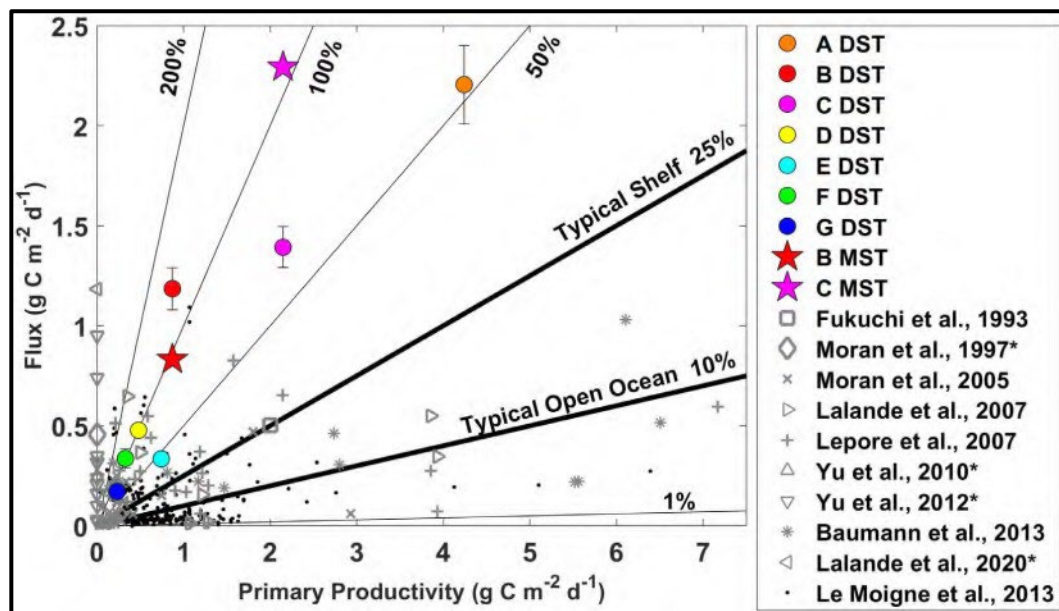 2.5
2
1.5
1
0.5
0
Flux (g C m⁻² d⁻¹)
200%
100%
50%
Typical Shelf 25%
Typical Open Ocean 10%
1%
0 1 2 3 4 5 6 7
Primary Productivity (g C m⁻² d⁻¹)
A DST
B DST
C DST
D DST
E DST
F DST
G DST
B MST
C MST
Fukuchi et al., 1993
Moran et al., 1997*
Moran et al., 2005
Lalande et al., 2007
Lepore et al., 2007
Yu et al., 2010*
Yu et al., 2012*
Baumann et al., 2013
Lalande et al., 2020*
Le Moigne et al., 2013